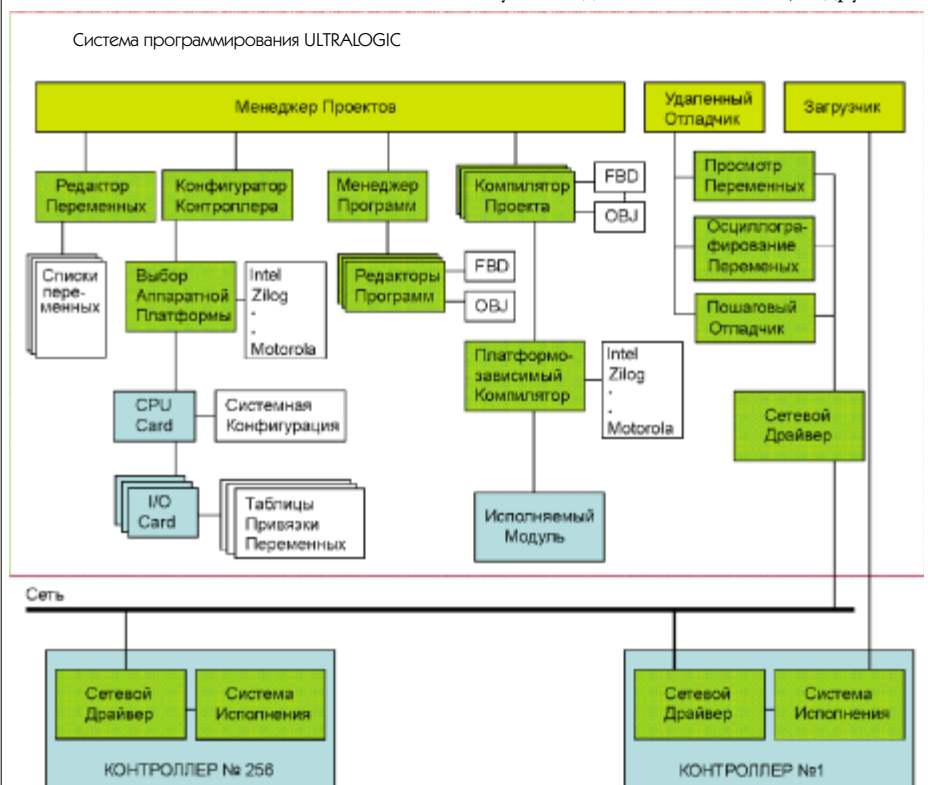 Система программирования ULTRALOGIC
Менеджер Проектов
Удаленный
Отладчик
Загрузчик
Редактор
Переменных
Конфигуратор
Контроллера
Менеджер
Программ
Компилятор
Проекта
FBD
OBJ
Просмотр
Переменных
Осциллогра-
фирование
Переменых
Пошаговый
Отладчик
Списки
пере-
менных
Выбор
Аппаратной
Платформы
Intel
Zilog
.
.
Motorola
Редакторы
Программ
FBD
OBJ
Платформо-
зависимый
Компилятор
Intel
Zilog
.
.
Motorola
CPU
Card
Системная
Конфигурация
Сетевой
Драйвер
I/O
Card
Таблицы
Привязки
Переменных
Исполняемый
Модуль
Сеть
Сетевой
Драйвер
Система
Исполнения
КОНТРОЛЛЕР № 256
Сетевой
Драйвер
Система
Исполнения
КОНТРОЛЛЕР №1